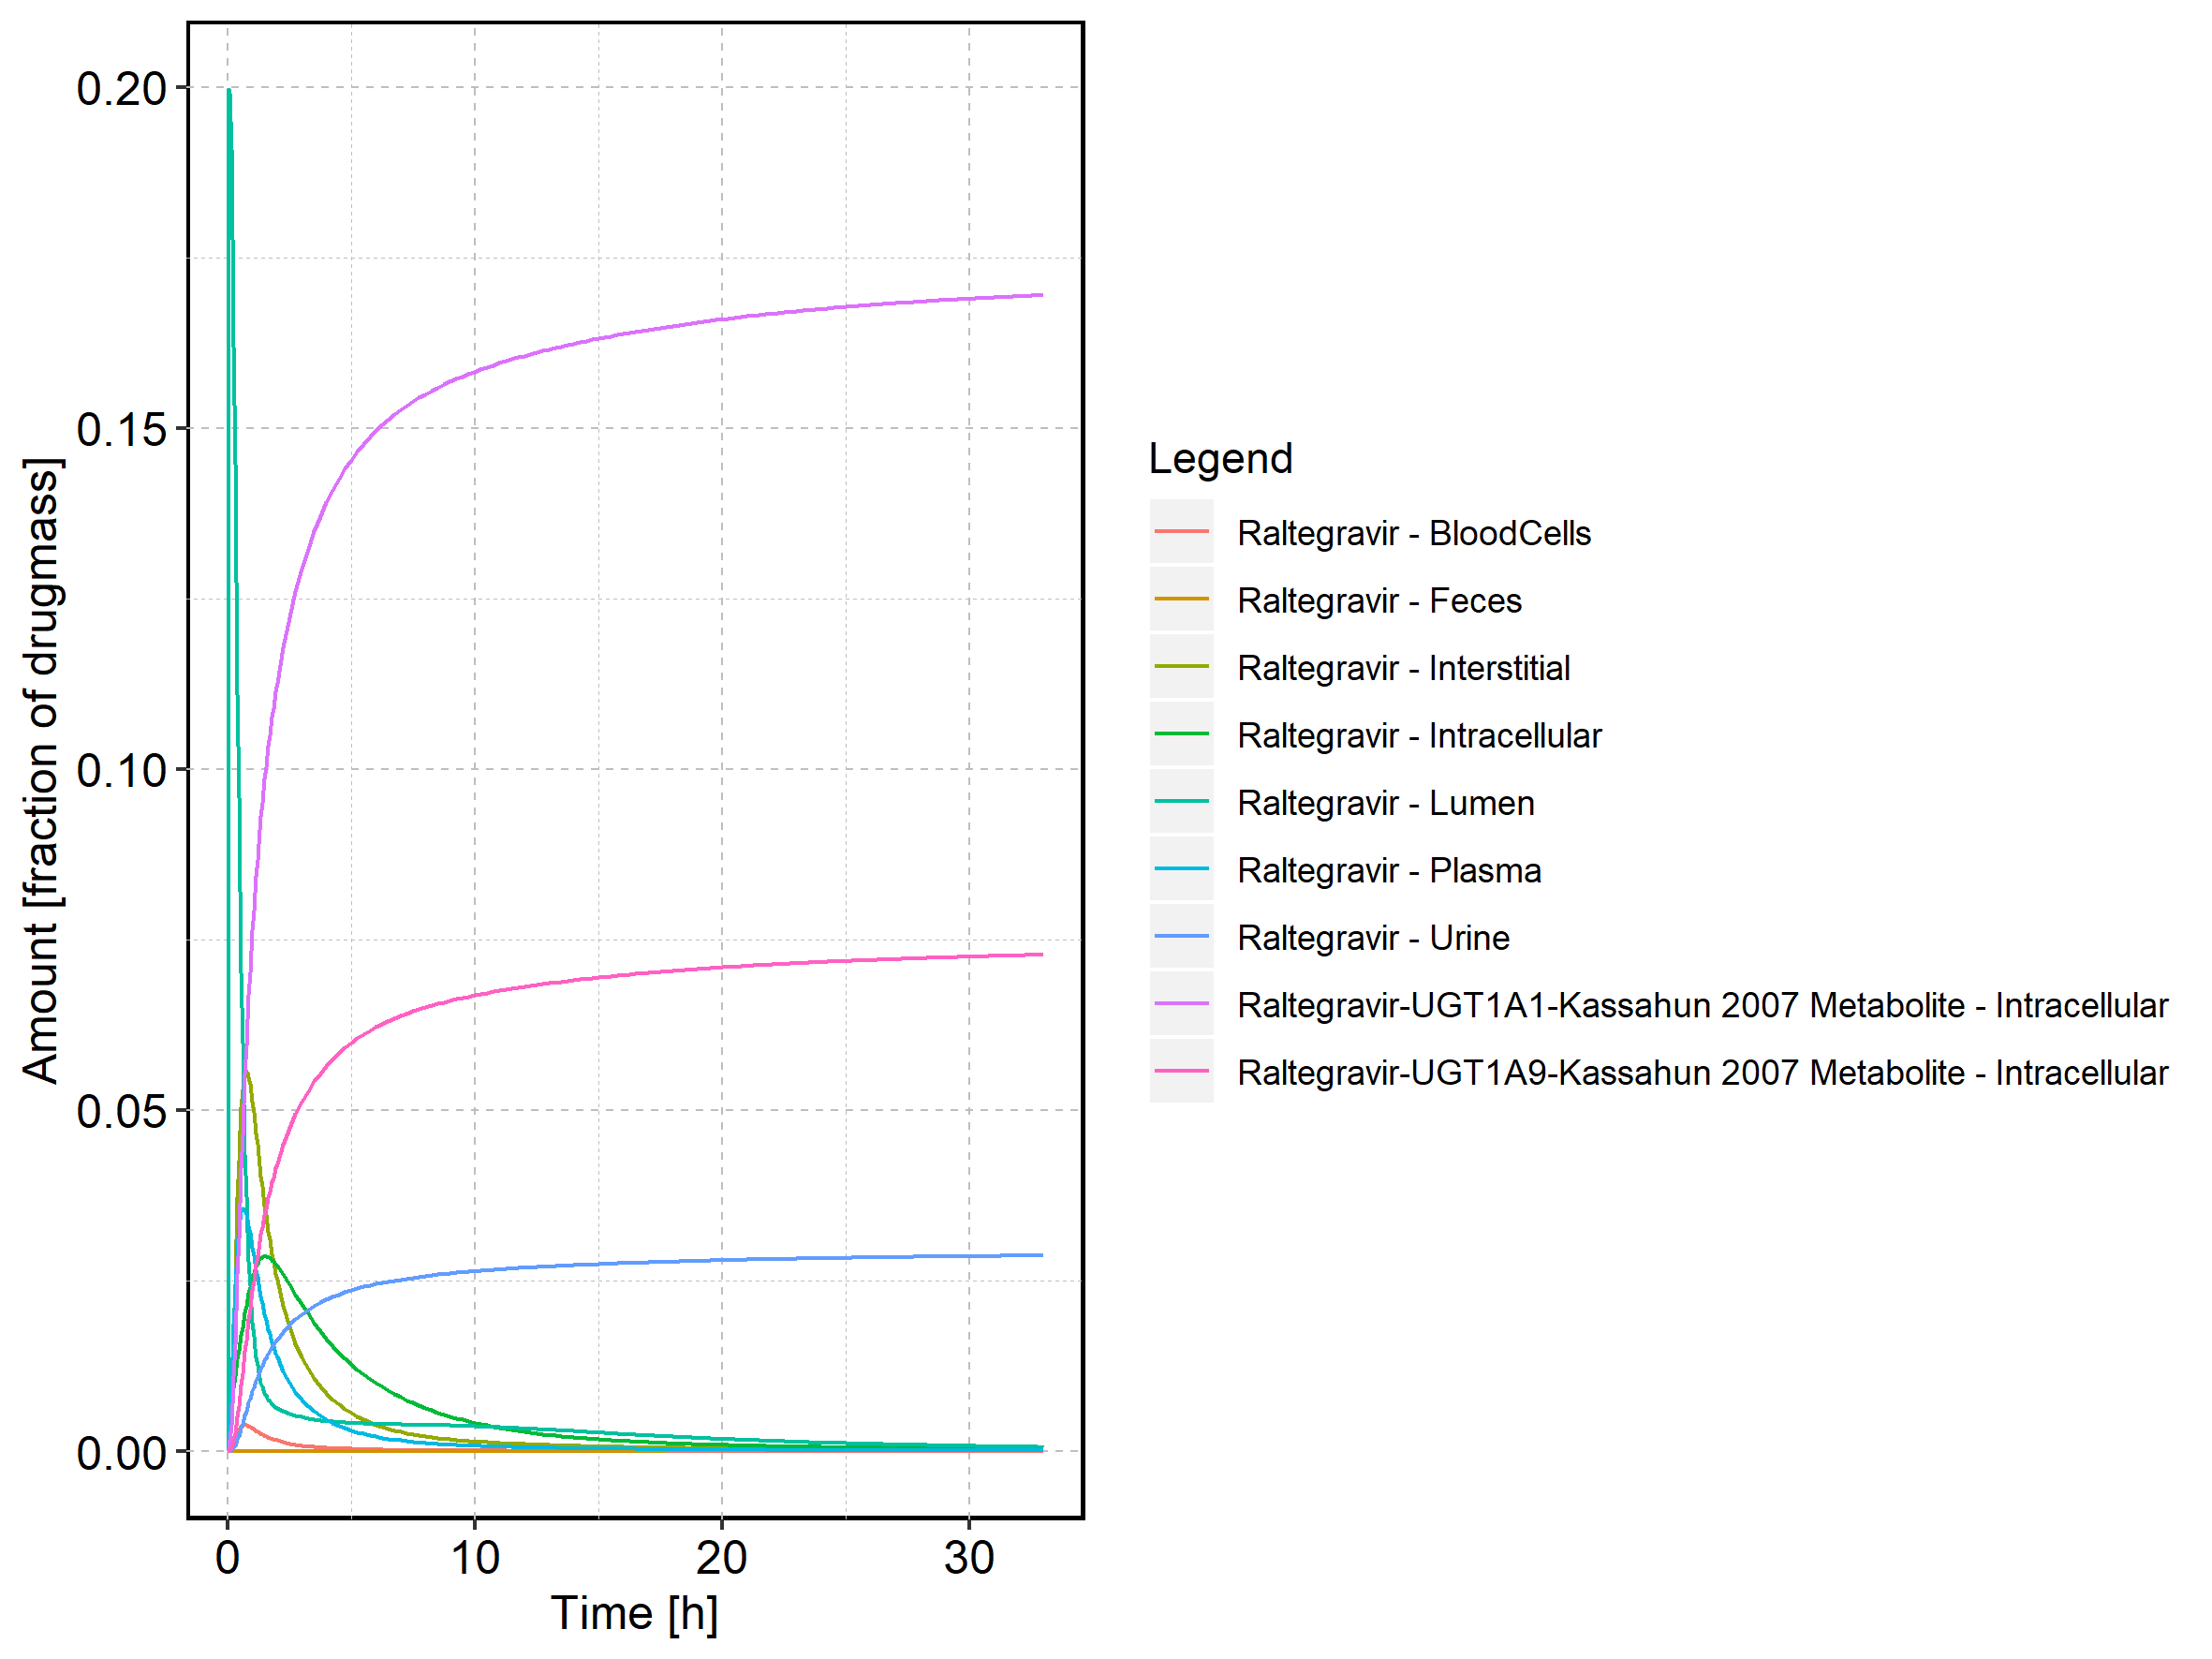 0.20
0.15
0.10
0.05
0.00
Amount [fraction of drugmass]
0 10 20 30
Time [h]
Legend
Raltegravir - BloodCells
Raltegravir - Feces
Raltegravir - Interstitial
Raltegravir - Intracellular
Raltegravir - Lumen
Raltegravir - Plasma
Raltegravir - Urine
Raltegravir-UGT1A1-Kassahun 2007 Metabolite - Intracellular
Raltegravir-UGT1A9-Kassahun 2007 Metabolite - Intracellular